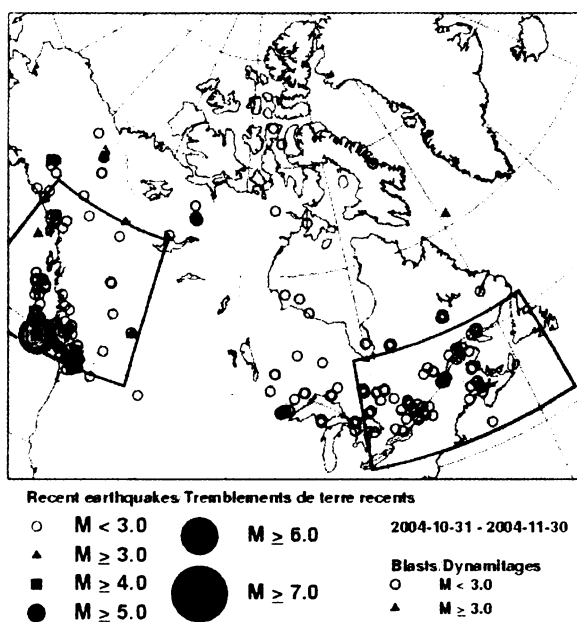 Recent earthquakes/Tremblements de terre recents
M < 3.0
M ≥ 3.0
M ≥ 4.0
M ≥ 5.0
M ≥ 6.0
M ≥ 7.0
2004-10-31 - 2004-11-30
Blasts/Dynamitages
M < 3.0
M ≥ 3.0